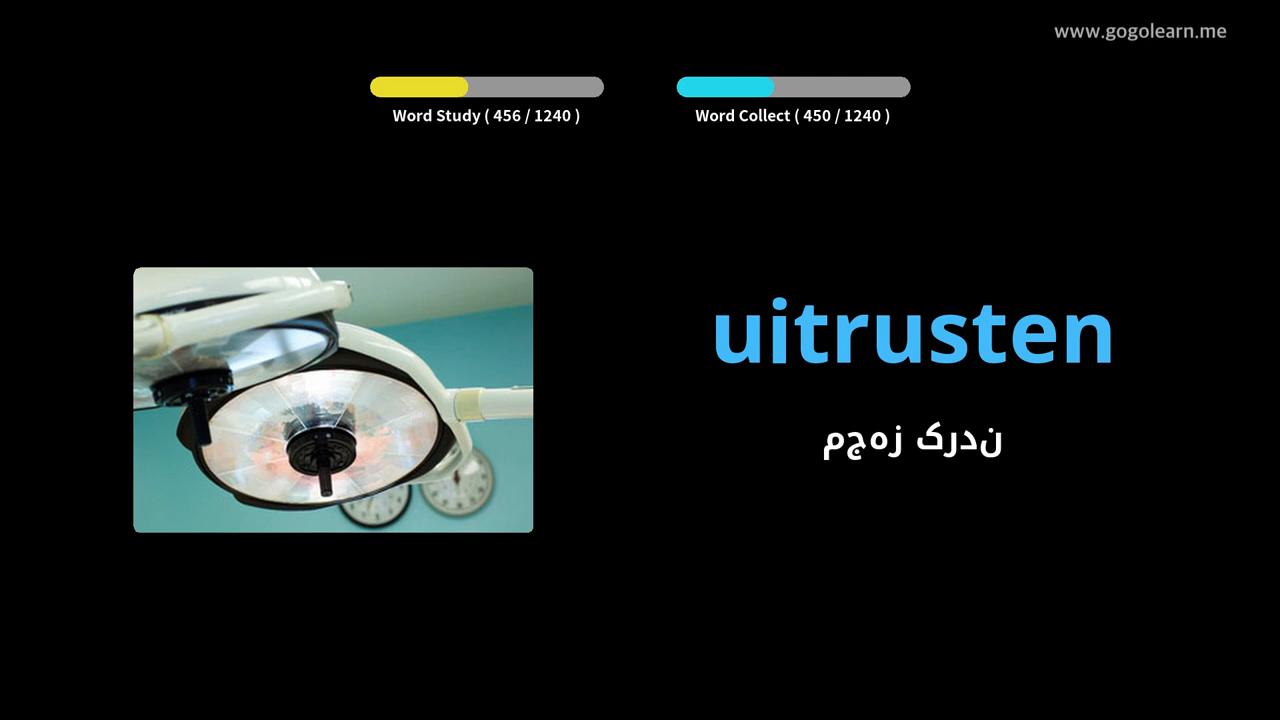 www.gogolearn.me
Word Study ( 456 / 1240 )
Word Collect ( 450 / 1240 )
uitrusten
مجهز کردن